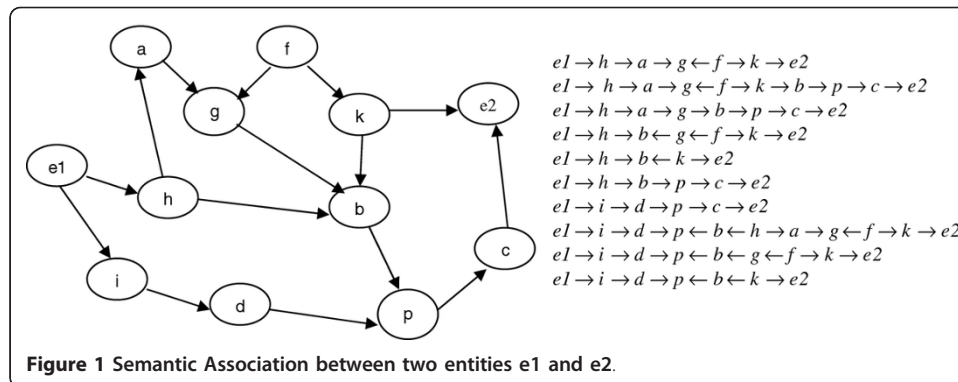 a
f
g
k
e2
e1
h
b
c
i
d
p
e1 → h → a → g ← f → k → e2
e1 → h → a → g ← f → k → b → p → c → e2
e1 → h → a → g → b → p → c → e2
e1 → h → b ← g ← f → k → e2
e1 → h → b ← k → e2
e1 → h → b → p → c → e2
e1 → i → d → p → c → e2
e1 → i → d → p ← b ← h → a → g ← f → k → e2
e1 → i → d → p ← b ← g ← f → k → e2
e1 → i → d → p ← b ← k → e2
Figure 1 Semantic Association between two entities e1 and e2.